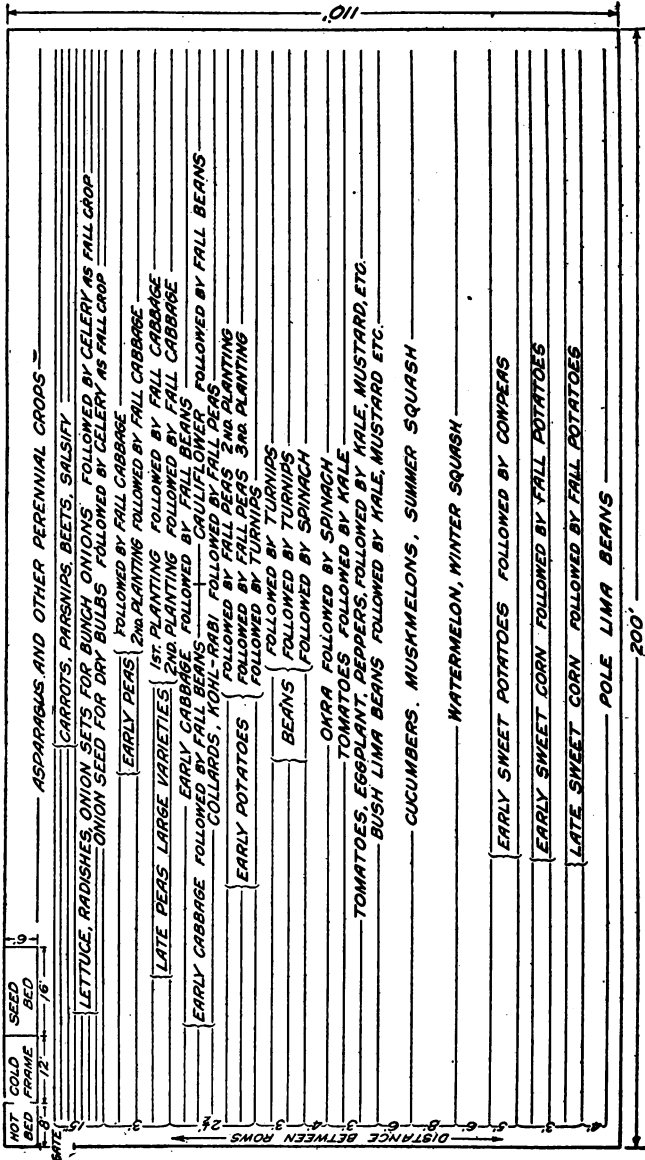 110'
HOT BED
COLD FRAME
SEED BED
8'
12'
16'
6'
GATE
ASPARAGUS AND OTHER PERENNIAL CROPS
CARROTS, PARSNIPS, BEETS, SALSIFY
LETTUCE, RADISHES, ONION SETS FOR BUNCH ONIONS FOLLOWED BY CELERY AS FALL CROP
ONION SEED FOR DRY BULBS FOLLOWED BY CELERY AS FALL CROP
EARLY PEAS
FOLLOWED BY FALL CABBAGE
2ND. PLANTING FOLLOWED BY FALL CABBAGE
LATE PEAS LARGE VARIETIES
1ST. PLANTING FOLLOWED BY FALL CABBAGE
2ND. PLANTING FOLLOWED BY FALL CABBAGE
EARLY CABBAGE FOLLOWED BY FALL BEANS
EARLY CABBAGE FOLLOWED BY FALL BEANS CAULIFLOWER FOLLOWED BY FALL BEANS
COLLARDS, KOHL-RABI FOLLOWED BY FALL PEAS
EARLY POTATOES
FOLLOWED BY FALL PEAS 2ND. PLANTING
FOLLOWED BY FALL PEAS 3RD. PLANTING
FOLLOWED BY TURNIPS
BEANS
FOLLOWED BY TURNIPS
FOLLOWED BY TURNIPS
FOLLOWED BY SPINACH
OKRA FOLLOWED BY SPINACH
TOMATOES FOLLOWED BY KALE
TOMATOES, EGGPLANT, PEPPERS, FOLLOWED BY KALE, MUSTARD, ETC.
BUSH LIMA BEANS FOLLOWED BY KALE, MUSTARD ETC.
CUCUMBERS, MUSKMELONS, SUMMER SQUASH
WATERMELON, WINTER SQUASH
EARLY SWEET POTATOES FOLLOWED BY COWPEAS
EARLY SWEET CORN FOLLOWED BY FALL POTATOES
LATE SWEET CORN FOLLOWED BY FALL POTATOES
POLE LIMA BEANS
15"
3'
2½'
3'
4'
3'
6'
8'
6'
5'
3'
4'
DISTANCE BETWEEN ROWS
200'